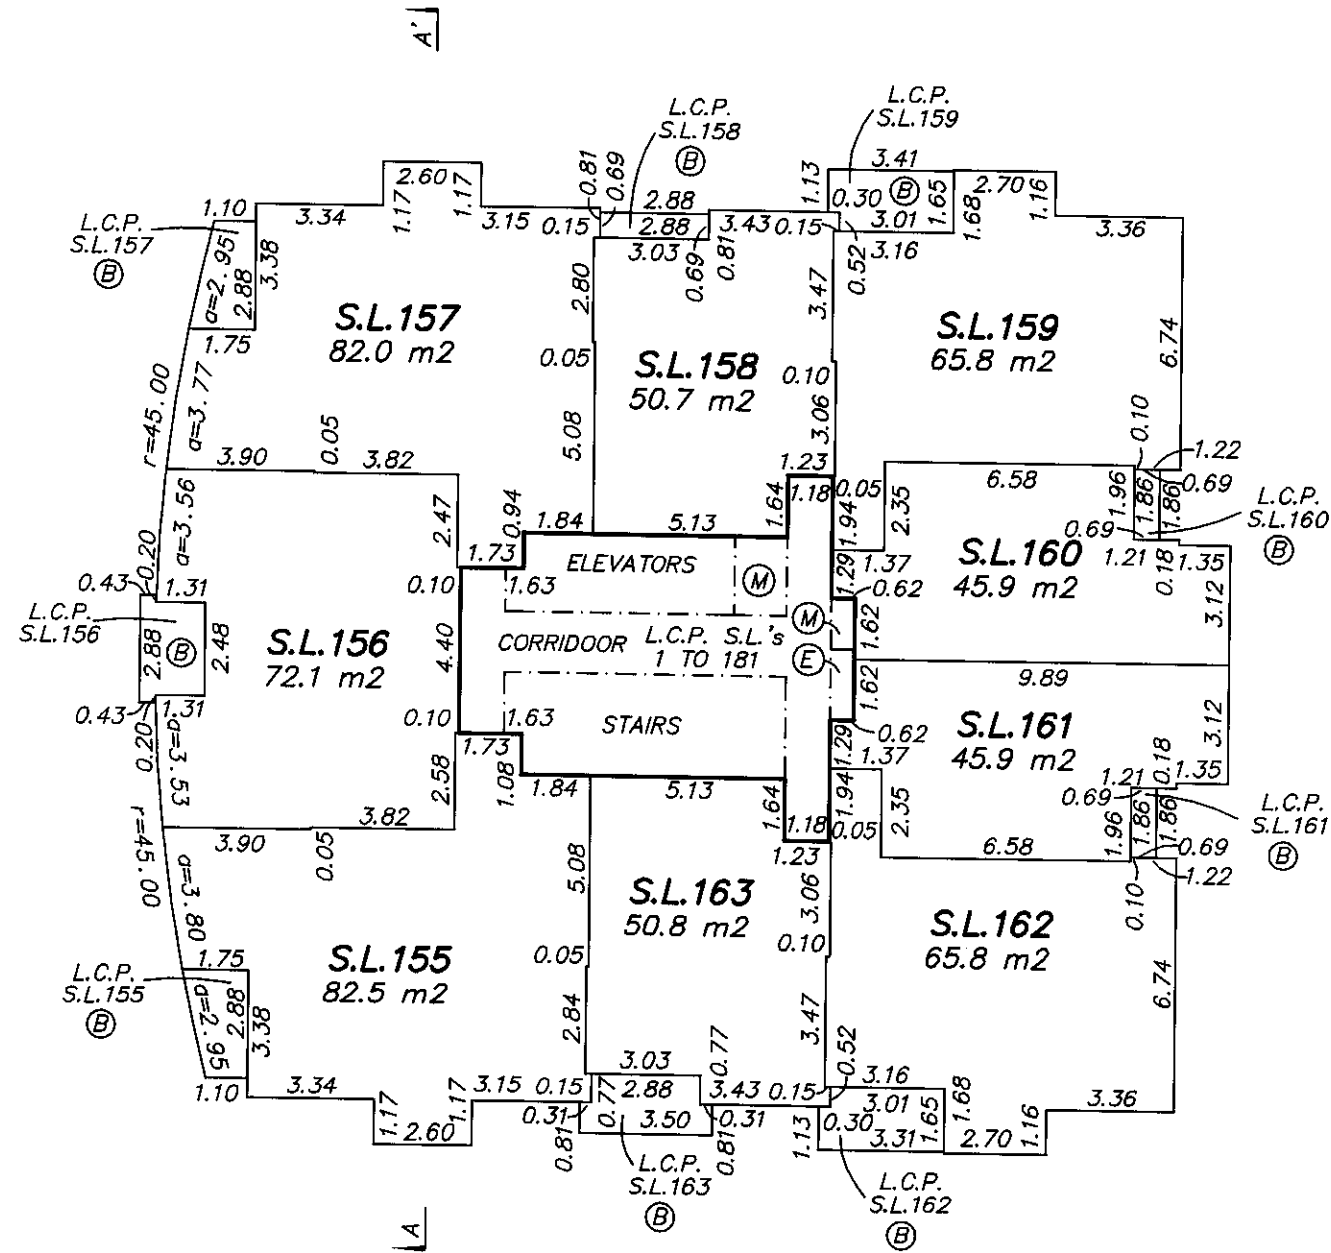 A'
L.C.P.
S.L.158
B
L.C.P.
S.L.159
3.41
1.13
0.30
B
1.65
2.70
1.16
1.68
3.01
3.16
3.36
2.60
1.17
1.17
0.81
0.69
2.88
2.88
3.03
0.69
0.81
3.43
0.15
0.52
1.10
3.34
3.15
0.15
L.C.P.
S.L.157
B
a=2.95
2.88
3.38
1.75
2.80
3.47
6.74
S.L.157
82.0 m2
S.L.158
50.7 m2
S.L.159
65.8 m2
r=45.00
a=3.77
0.05
0.05
0.10
5.08
3.06
0.10
3.90
3.82
1.23
1.18
0.05
6.58
1.22
0.69
a=3.56
2.47
0.94
1.84
5.13
1.64
1.94
2.35
1.96
1.86
1.86
L.C.P.
S.L.160
B
0.69
1.21
0.18
1.35
0.20
0.43
1.31
1.73
0.10
1.63
ELEVATORS
M
1.29
1.37
0.62
S.L.160
45.9 m2
3.12
L.C.P.
S.L.156
2.88
B
2.48
S.L.156
72.1 m2
4.40
CORRIDOOR
L.C.P. S.L.'s
1 TO 181
M
E
1.62
1.62
9.89
0.43
1.31
0.20
0.10
1.63
STAIRS
1.73
1.29
0.62
1.37
S.L.161
45.9 m2
3.12
a=3.53
2.58
1.08
1.84
5.13
1.64
1.18
1.94
0.05
2.35
1.21
0.18
1.35
0.69
1.96
1.86
1.86
L.C.P.
S.L.161
B
r=45.00
3.90
3.82
0.05
1.23
6.58
0.69
1.22
0.10
a=3.80
5.08
3.06
S.L.163
50.8 m2
S.L.162
65.8 m2
S.L.155
82.5 m2
0.05
0.10
1.75
L.C.P.
S.L.155
B
a=2.95
2.88
3.38
2.84
3.47
6.74
3.03
0.77
0.52
3.16
1.10
3.34
3.15
0.15
2.88
3.43
0.15
3.01
1.68
3.36
1.17
1.17
2.60
0.31
0.77
3.50
0.31
0.81
0.81
1.13
0.30
1.65
3.31
2.70
1.16
L.C.P.
S.L.163
B
L.C.P.
S.L.162
B
A